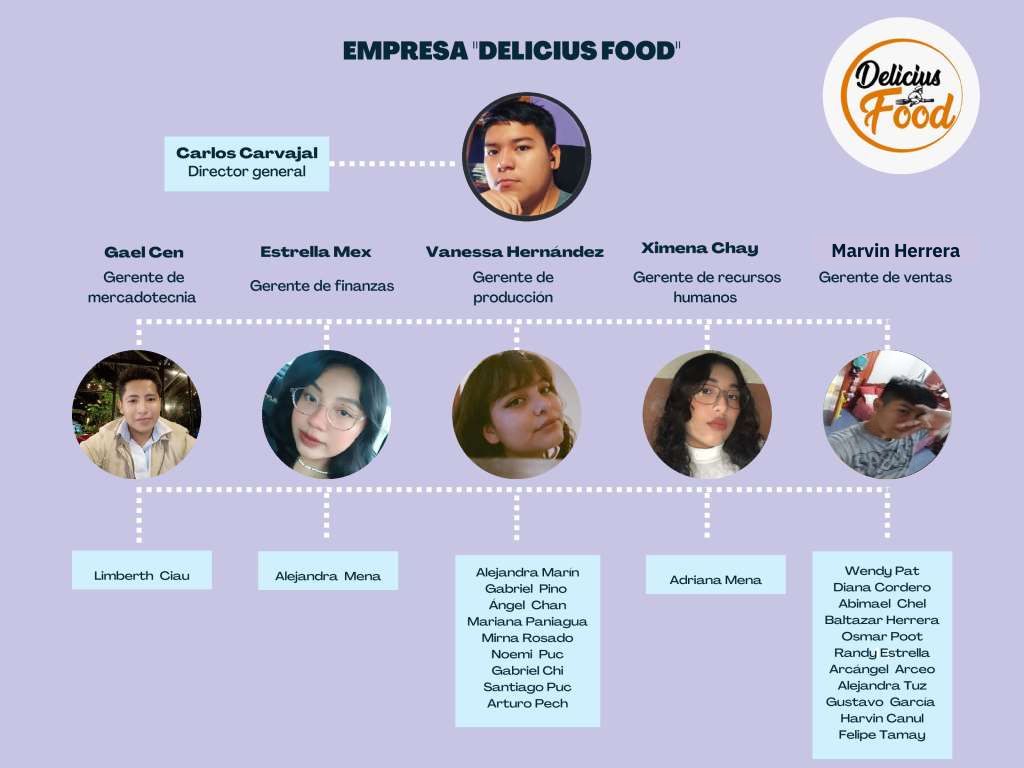 EMPRESA "DELICIUS FOOD"
Delicius
Food
Carlos Carvajal
Director general
Gael Cen
Gerente de
mercadotecnia
Estrella Mex
Gerente de finanzas
Vanessa Hernández
Gerente de
producción
Ximena Chay
Gerente de recursos
humanos
Marvin Herrera
Gerente de ventas
Limberth Ciau
Alejandra Mena
Alejandra Marín
Gabriel Pino
Ángel Chan
Mariana Paniagua
Mirna Rosado
Noemi Puc
Gabriel Chi
Santiago Puc
Arturo Pech
Adriana Mena
Wendy Pat
Diana Cordero
Abimael Chel
Baltazar Herrera
Osmar Poot
Randy Estrella
Arcángel Arceo
Alejandra Tuz
Gustavo García
Harvin Canul
Felipe Tamay